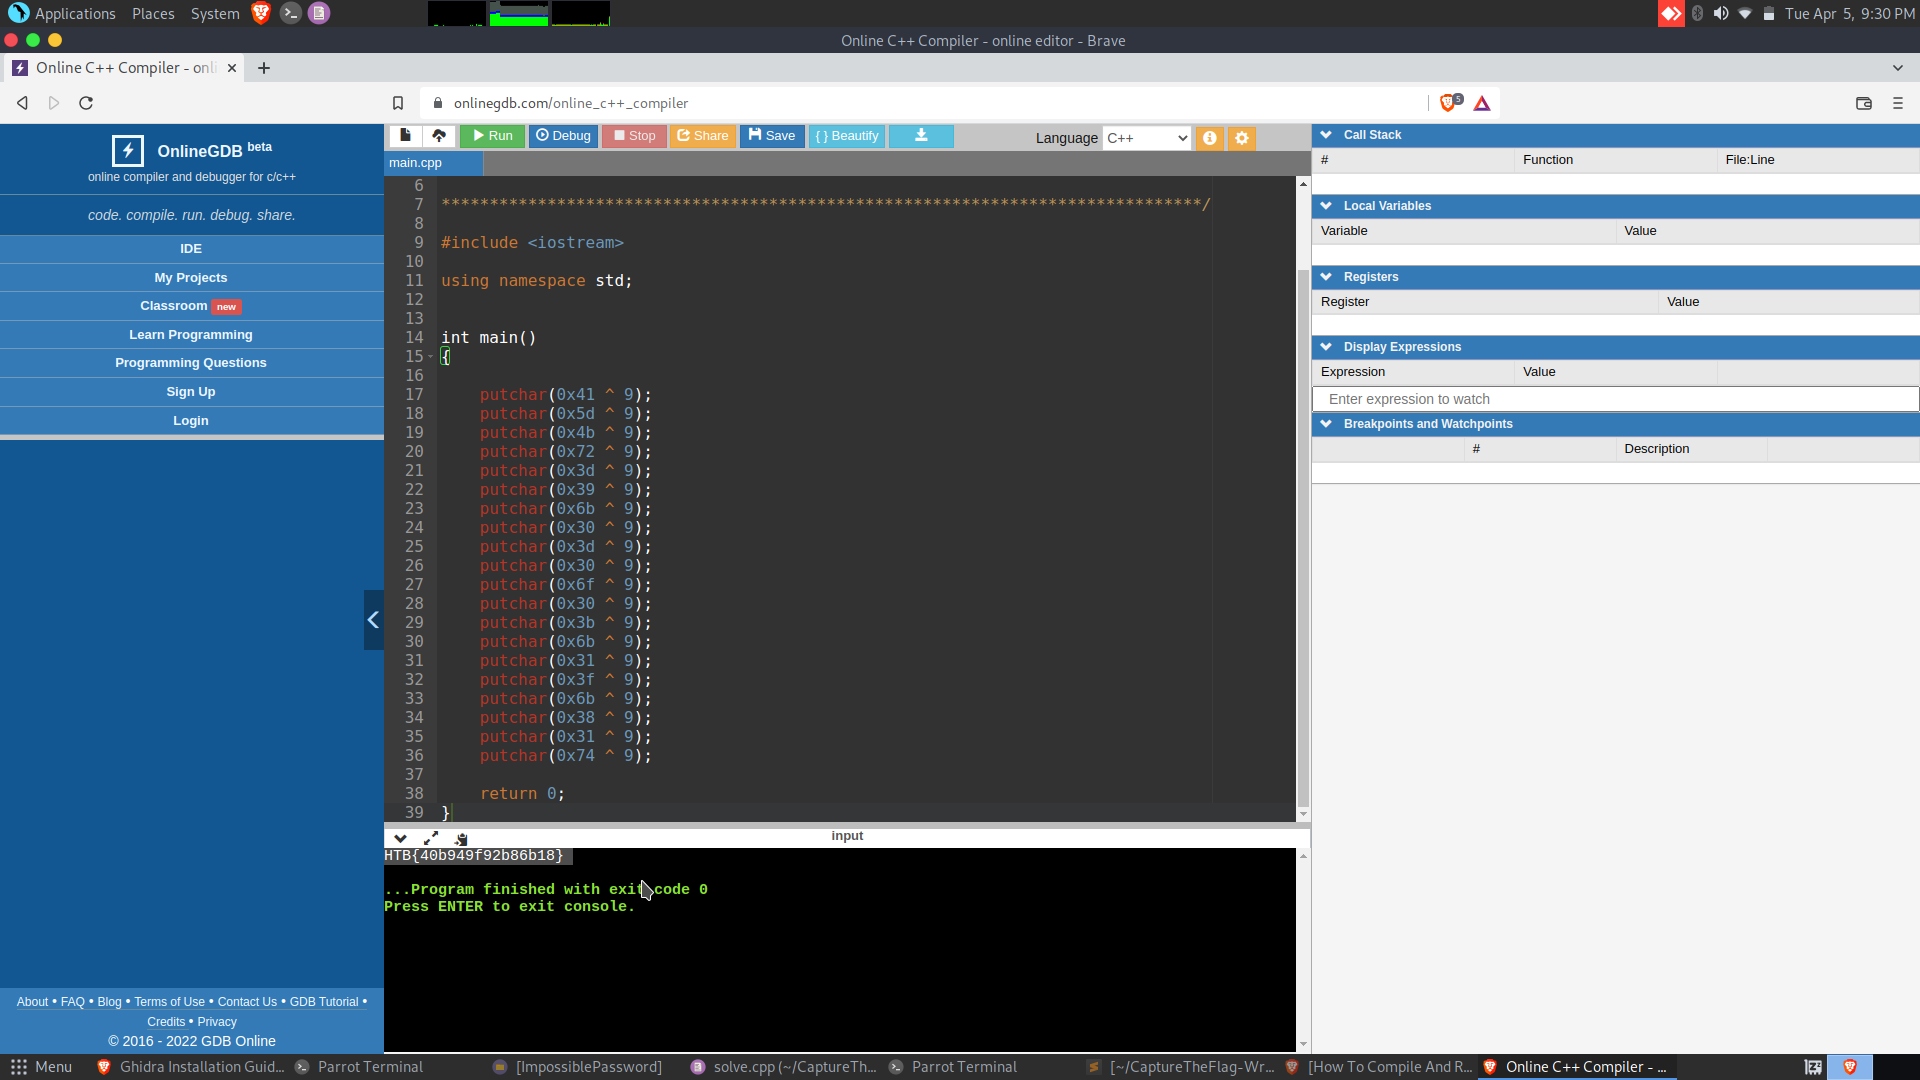 Applications Places System Tue Apr 5, 9:30 PM
Online C++ Compiler - online editor - Brave
Online C++ Compiler - onl
onlinegdb.com/online_c++_compiler 5
OnlineGDB beta
online compiler and debugger for c/c++
code. compile. run. debug. share.
IDE
My Projects
Classroom new
Learn Programming
Programming Questions
Sign Up
Login
About • FAQ • Blog • Terms of Use • Contact Us • GDB Tutorial •
Credits • Privacy
© 2016 - 2022 GDB Online
Run Debug Stop Share Save { } Beautify Language C++
main.cpp
6
7 *******************************************************************************/
8
9 #include <iostream>
10
11 using namespace std;
12
13
14 int main()
15 {
16
17 putchar(0x41 ^ 9);
18 putchar(0x5d ^ 9);
19 putchar(0x4b ^ 9);
20 putchar(0x72 ^ 9);
21 putchar(0x3d ^ 9);
22 putchar(0x39 ^ 9);
23 putchar(0x6b ^ 9);
24 putchar(0x30 ^ 9);
25 putchar(0x3d ^ 9);
26 putchar(0x30 ^ 9);
27 putchar(0x6f ^ 9);
28 putchar(0x30 ^ 9);
29 putchar(0x3b ^ 9);
30 putchar(0x6b ^ 9);
31 putchar(0x31 ^ 9);
32 putchar(0x3f ^ 9);
33 putchar(0x6b ^ 9);
34 putchar(0x38 ^ 9);
35 putchar(0x31 ^ 9);
36 putchar(0x74 ^ 9);
37
38 return 0;
39 }
input
HTB{40b949f92b86b18}
...Program finished with exit code 0
Press ENTER to exit console.
Call Stack
# Function File:Line
Local Variables
Variable Value
Registers
Register Value
Display Expressions
Expression Value
Enter expression to watch
Breakpoints and Watchpoints
# Description
Menu Ghidra Installation Guid... Parrot Terminal [ImpossiblePassword] solve.cpp (~/CaptureTh... Parrot Terminal [~/CaptureTheFlag-Wr... [How To Compile And R... Online C++ Compiler - ...